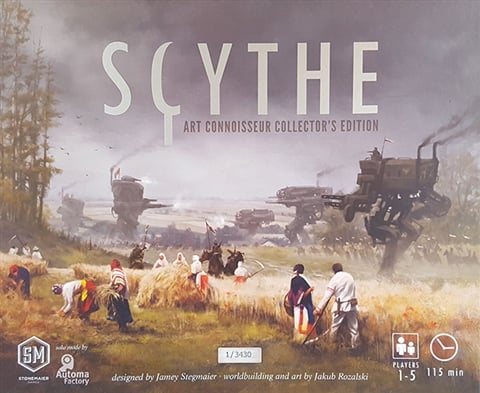 SCYTHE
ART CONNOISSEUR COLLECTOR'S EDITION
SM
STONEMAIER
GAMES
solo mode by
Automa
Factory
1/3430
designed by Jamey Stegmaier • worldbuilding and art by Jakub Rozalski
PLAYERS
1-5
115 min